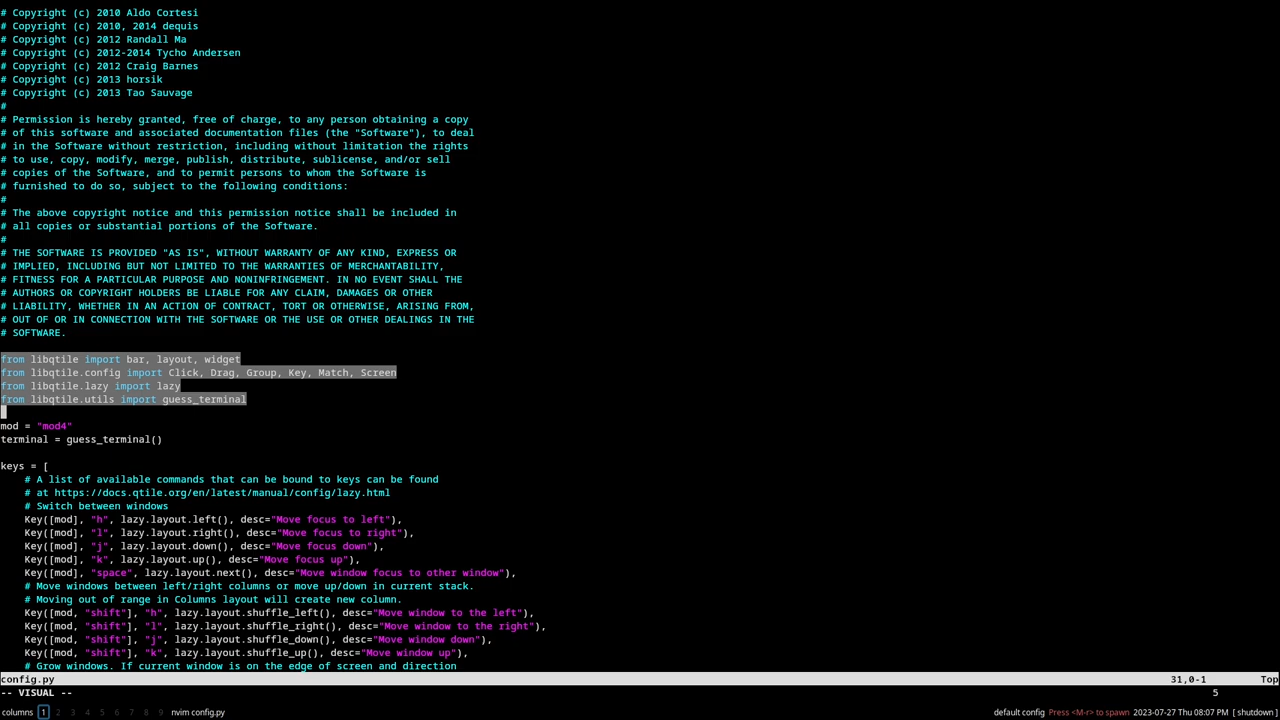 # Copyright (c) 2010 Aldo Cortesi
# Copyright (c) 2010, 2014 dequis
# Copyright (c) 2012 Randall Ma
# Copyright (c) 2012-2014 Tycho Andersen
# Copyright (c) 2012 Craig Barnes
# Copyright (c) 2013 horsik
# Copyright (c) 2013 Tao Sauvage
#
# Permission is hereby granted, free of charge, to any person obtaining a copy
# of this software and associated documentation files (the "Software"), to deal
# in the Software without restriction, including without limitation the rights
# to use, copy, modify, merge, publish, distribute, sublicense, and/or sell
# copies of the Software, and to permit persons to whom the Software is
# furnished to do so, subject to the following conditions:
#
# The above copyright notice and this permission notice shall be included in
# all copies or substantial portions of the Software.
#
# THE SOFTWARE IS PROVIDED "AS IS", WITHOUT WARRANTY OF ANY KIND, EXPRESS OR
# IMPLIED, INCLUDING BUT NOT LIMITED TO THE WARRANTIES OF MERCHANTABILITY,
# FITNESS FOR A PARTICULAR PURPOSE AND NONINFRINGEMENT. IN NO EVENT SHALL THE
# AUTHORS OR COPYRIGHT HOLDERS BE LIABLE FOR ANY CLAIM, DAMAGES OR OTHER
# LIABILITY, WHETHER IN AN ACTION OF CONTRACT, TORT OR OTHERWISE, ARISING FROM,
# OUT OF OR IN CONNECTION WITH THE SOFTWARE OR THE USE OR OTHER DEALINGS IN THE
# SOFTWARE.
from libqtile import bar, layout, widget
from libqtile.config import Click, Drag, Group, Key, Match, Screen
from libqtile.lazy import lazy
from libqtile.utils import guess_terminal
mod = "mod4"
terminal = guess_terminal()
keys = [
    # A list of available commands that can be bound to keys can be found
    # at https://docs.qtile.org/en/latest/manual/config/lazy.html
    # Switch between windows
    Key([mod], "h", lazy.layout.left(), desc="Move focus to left"),
    Key([mod], "l", lazy.layout.right(), desc="Move focus to right"),
    Key([mod], "j", lazy.layout.down(), desc="Move focus down"),
    Key([mod], "k", lazy.layout.up(), desc="Move focus up"),
    Key([mod], "space", lazy.layout.next(), desc="Move window focus to other window"),
    # Move windows between left/right columns or move up/down in current stack.
    # Moving out of range in Columns layout will create new column.
    Key([mod, "shift"], "h", lazy.layout.shuffle_left(), desc="Move window to the left"),
    Key([mod, "shift"], "l", lazy.layout.shuffle_right(), desc="Move window to the right"),
    Key([mod, "shift"], "j", lazy.layout.shuffle_down(), desc="Move window down"),
    Key([mod, "shift"], "k", lazy.layout.shuffle_up(), desc="Move window up"),
    # Grow windows. If current window is on the edge of screen and direction
config.py 31,0-1 Top
-- VISUAL -- 5
columns 1 2 3 4 5 6 7 8 9 nvim config.py default config Press <M-r> to spawn 2023-07-27 Thu 08:07 PM [ shutdown ]